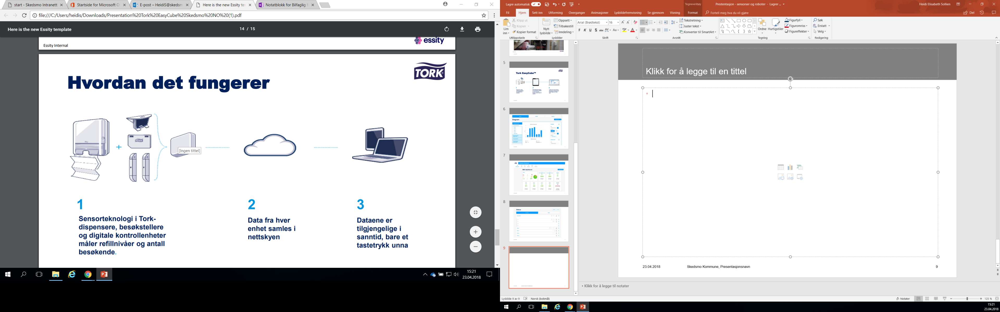 start - Skedsmo Intranett
Startside for Microsoft O
E-post – HeidiS@skedsm
Here is the new Essity te
Notatblokk for Bilfaglig f
file:///C:/Users/heidis/Downloads/Presentation%20Tork%20EasyCube%20Skedsmo%20NO%20(1).pdf
Here is the new Essity template
14 / 15
essity
Essity Internal
TORK
Hvordan det fungerer
TORK
[Ingen tittel]
1
Sensorteknologi i Tork-
dispensere, besøkstellere
og digitale kontrollenheter
måler refillnivåer og antall
besøkende.
2
Data fra hver
enhet samles i
nettskyen
3
Dataene er
tilgjengelige i
sanntid, bare et
tastetrykk unna
15:21
23.04.2018
Lagre automatisk
Tegneverktøy
Prestentasjon - sensorser og roboter - Lagrer ...
Heidi Elisabeth Sollien
Fil
Hjem
Sett inn
Utforming
Overganger
Animasjoner
Lysbildefremvisning
Se gjennom
Visning
Format
Fortell meg hva du vil gjøre
Del
Lim
inn
Klipp ut
Kopier
Kopier format
Utklippstavle
Nytt
lysbilde
Oppsett
Tilbakestill
Inndeling
Lysbilder
Arial (Brødtekst)
16
F K U S abc AV Aa
Skrift
Tekstretning
Juster tekst
Konverter til SmartArt
Avsnitt
Ordne
Hurtigstiler
Figurfyll
Figuromriss
Figureffekter
Tegning
Søk
Erstatt
Velg
Redigering
5
Tork EasyCube™
6
Diagram
7
Mitt dashbord
8
Status
9
Klikk for å legge til en tittel
23.04.2018
Skedsmo Kommune, Presentasjonsnavn
9
Klikk for å legge til notater
Lysbilde 9 av 9
Norsk (bokmål)
Notater
125 %
15:21
23.04.2018